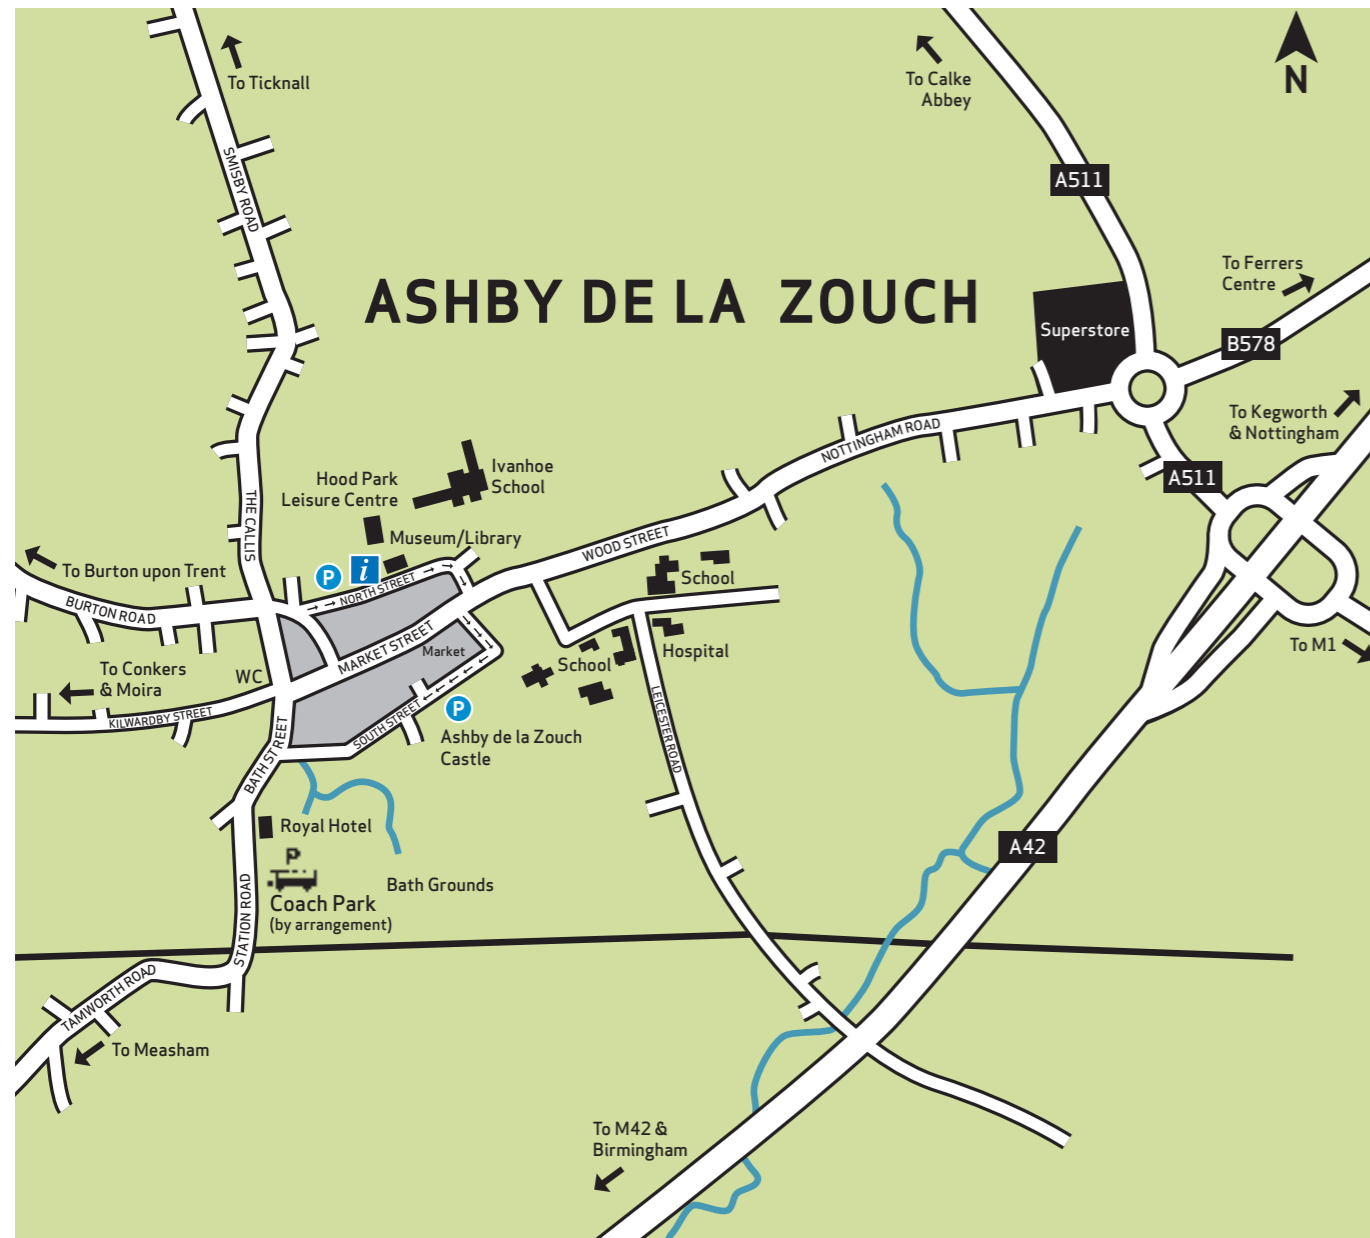 To Ticknall
To Calke
Abbey
N
A511
SMISBY ROAD
To Ferrers
Centre
ASHBY DE LA ZOUCH
Superstore
B578
To Kegworth
& Nottingham
NOTTINGHAM ROAD
A511
Ivanhoe
School
Hood Park
Leisure Centre
THE CALLIS
Museum/Library
WOOD STREET
To Burton upon Trent
P
i
NORTH STREET
School
BURTON ROAD
MARKET STREET
Market
Hospital
To M1
School
WC
To Conkers
& Moira
KILWARDBY STREET
LEICESTER ROAD
P
SOUTH STREET
Ashby de la Zouch
Castle
BATH STREET
Royal Hotel
A42
P
Bath Grounds
Coach Park
(by arrangement)
STATION ROAD
TAMWORTH ROAD
To Measham
To M42 &
Birmingham